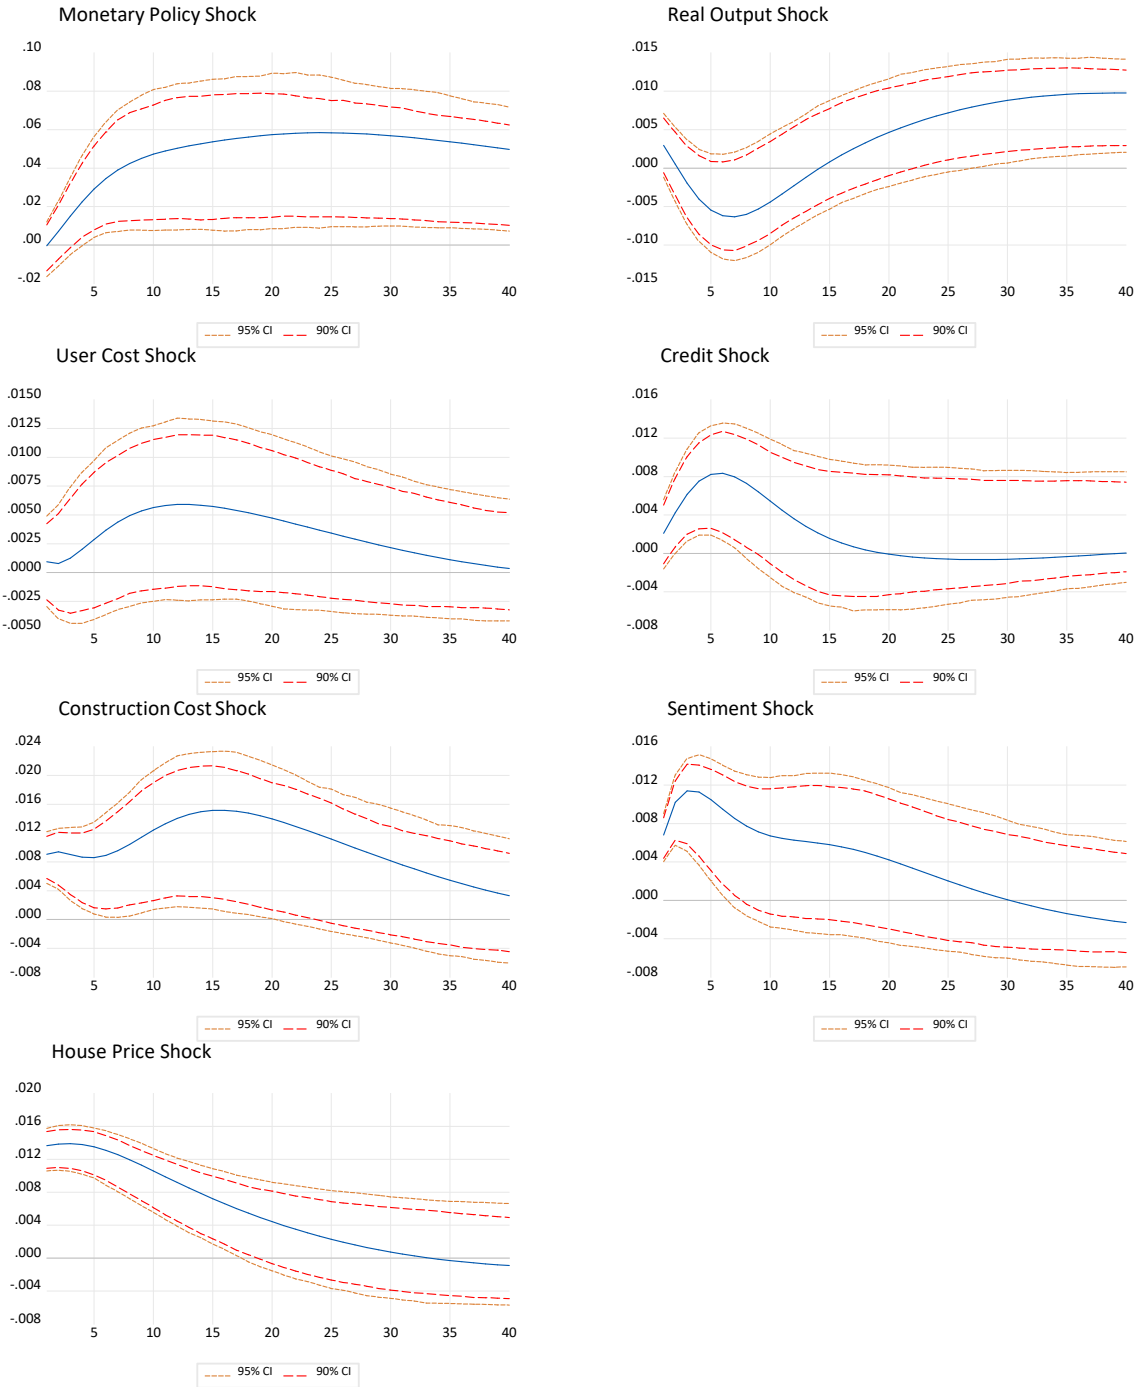 Monetary Policy Shock
.10
.08
.06
.04
.02
.00
-.02
5 10 15 20 25 30 35 40
95% CI 90% CI
Real Output Shock
.015
.010
.005
.000
-.005
-.010
-.015
5 10 15 20 25 30 35 40
95% CI 90% CI
User Cost Shock
.0150
.0125
.0100
.0075
.0050
.0025
.0000
-.0025
-.0050
5 10 15 20 25 30 35 40
95% CI 90% CI
Credit Shock
.016
.012
.008
.004
.000
-.004
-.008
5 10 15 20 25 30 35 40
95% CI 90% CI
Construction Cost Shock
.024
.020
.016
.012
.008
.004
.000
-.004
-.008
5 10 15 20 25 30 35 40
95% CI 90% CI
Sentiment Shock
.016
.012
.008
.004
.000
-.004
-.008
5 10 15 20 25 30 35 40
95% CI 90% CI
House Price Shock
.020
.016
.012
.008
.004
.000
-.004
-.008
5 10 15 20 25 30 35 40
95% CI 90% CI